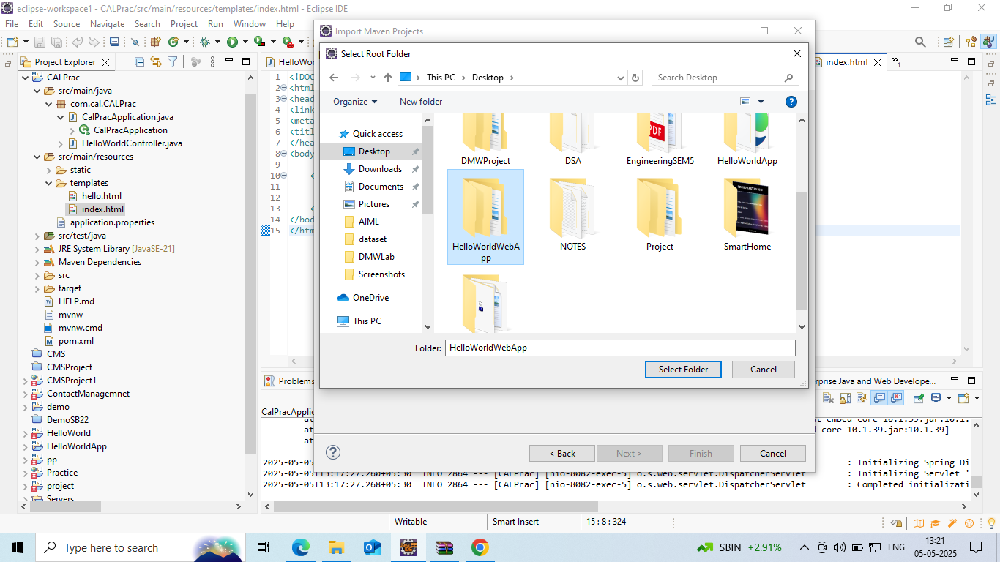 eclipse-workspace1 - CALPrac/src/main/resources/templates/index.html - Eclipse IDE
File Edit Source Navigate Search Project Run Window Help
Project Explorer
CALPrac
src/main/java
com.cal.CALPrac
CalPracApplication.java
CalPracApplication
HelloWorldController.java
src/main/resources
static
templates
hello.html
index.html
application.properties
src/test/java
JRE System Library [JavaSE-21]
Maven Dependencies
src
target
HELP.md
mvnw
mvnw.cmd
pom.xml
CMS
CMSProject
CMSProject1
ContactManagemnet
demo
DemoSB22
HelloWorld
HelloWorldApp
pp
Practice
project
Servers
HelloWo
index.html
»1
1 <!DOC
2 <html
3 <head
4 <link
5 <meta
6 <titl
7 </hea
8 <body
9
10 <
11
12
13 <
14 </bod
15 </htm
Import Maven Projects
Select Root Folder
This PC > Desktop >
Search Desktop
Organize
New folder
Quick access
Desktop
Downloads
Documents
Pictures
AIML
dataset
DMWLab
Screenshots
OneDrive
This PC
PDF
DMWProject
DSA
EngineeringSEM5
HelloWorldApp
HelloWorldWebA
pp
NOTES
Project
SmartHome
Folder: HelloWorldWebApp
Select Folder
Cancel
< Back
Next >
Finish
Cancel
Problems
rprise Java and Web Develope...
CalPracApplic
at
at
at
t-embed-core-10.1.39.jar:10.1.
d-core-10.1.39.jar:10.1.39]
2025-05-05
: Initializing Spring Di
2025-05-05T13:17:27.260+05:30 INFO 2864 --- [CALPrac] [nio-8082-exec-5] o.s.web.servlet.DispatcherServlet : Initializing Servlet '
2025-05-05T13:17:27.268+05:30 INFO 2864 --- [CALPrac] [nio-8082-exec-5] o.s.web.servlet.DispatcherServlet : Completed initializati
Writable
Smart Insert
15 : 8 : 324
Type here to search
SBIN +2.91%
ENG
13:21
05-05-2025